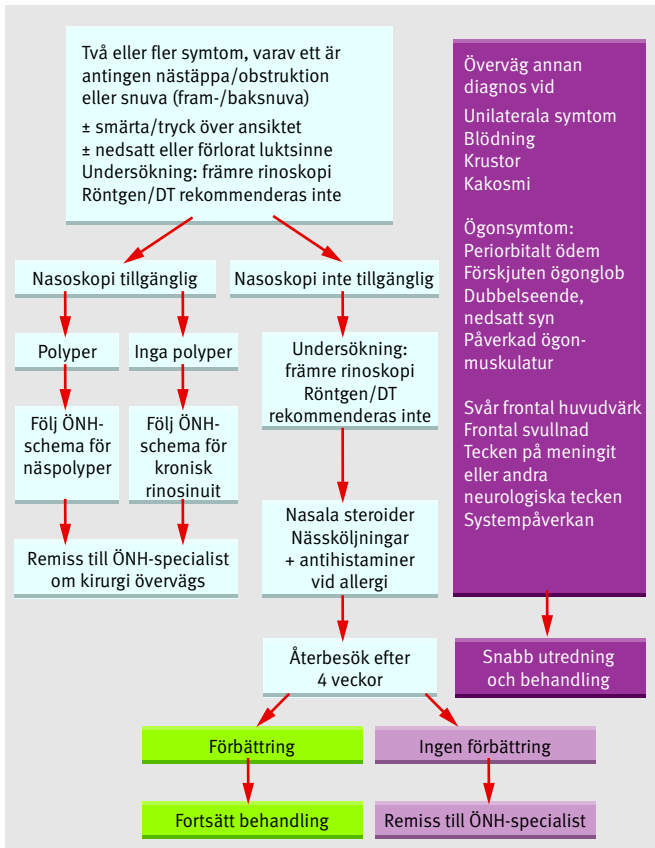 Två eller fler symtom, varav ett är
antingen nästäppa/obstruktion
eller snuva (fram-/baksnuva)
± smärta/tryck över ansiktet
± nedsatt eller förlorat luktsinne
Undersökning: främre rinoskopi
Röntgen/DT rekommenderas inte
Nasoskopi tillgänglig
Nasoskopi inte tillgänglig
Polyper
Inga polyper
Undersökning:
främre rinoskopi
Röntgen/DT
rekommenderas inte
Följ ÖNH-
schema för
näspolyper
Följ ÖNH-
schema för
kronisk
rinosinuit
Nasala steroider
Nässköljningar
+ antihistaminer
vid allergi
Remiss till ÖNH-specialist
om kirurgi övervägs
Återbesök efter
4 veckor
Förbättring
Ingen förbättring
Fortsätt behandling
Remiss till ÖNH-specialist
Överväg annan
diagnos vid
Unilaterala symtom
Blödning
Krustor
Kakosmi
Ögonsymtom:
Periorbitalt ödem
Förskjuten ögonglob
Dubbelseende,
nedsatt syn
Påverkad ögon-
muskulatur
Svår frontal huvudvärk
Frontal svullnad
Tecken på meningit
eller andra
neurologiska tecken
Systempåverkan
Snabb utredning
och behandling